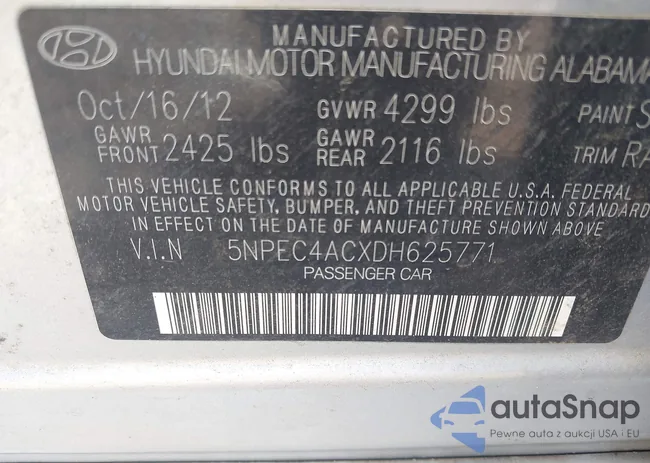 MANUFACTURED BY
HYUNDAI MOTOR MANUFACTURING ALABAMA
Oct/16/12 GVWR 4299 lbs PAINT S
GAWR FRONT 2425 lbs GAWR REAR 2116 lbs TRIM RA
THIS VEHICLE CONFORMS TO ALL APPLICABLE U.S.A. FEDERAL
MOTOR VEHICLE SAFETY, BUMPER, AND THEFT PREVENTION STANDARD
IN EFFECT ON THE DATE OF MANUFACTURE SHOWN ABOVE
V.I.N 5NPEC4ACXDH625771
PASSENGER CAR
autoSnap
Pewne auta z aukcji USA i EU